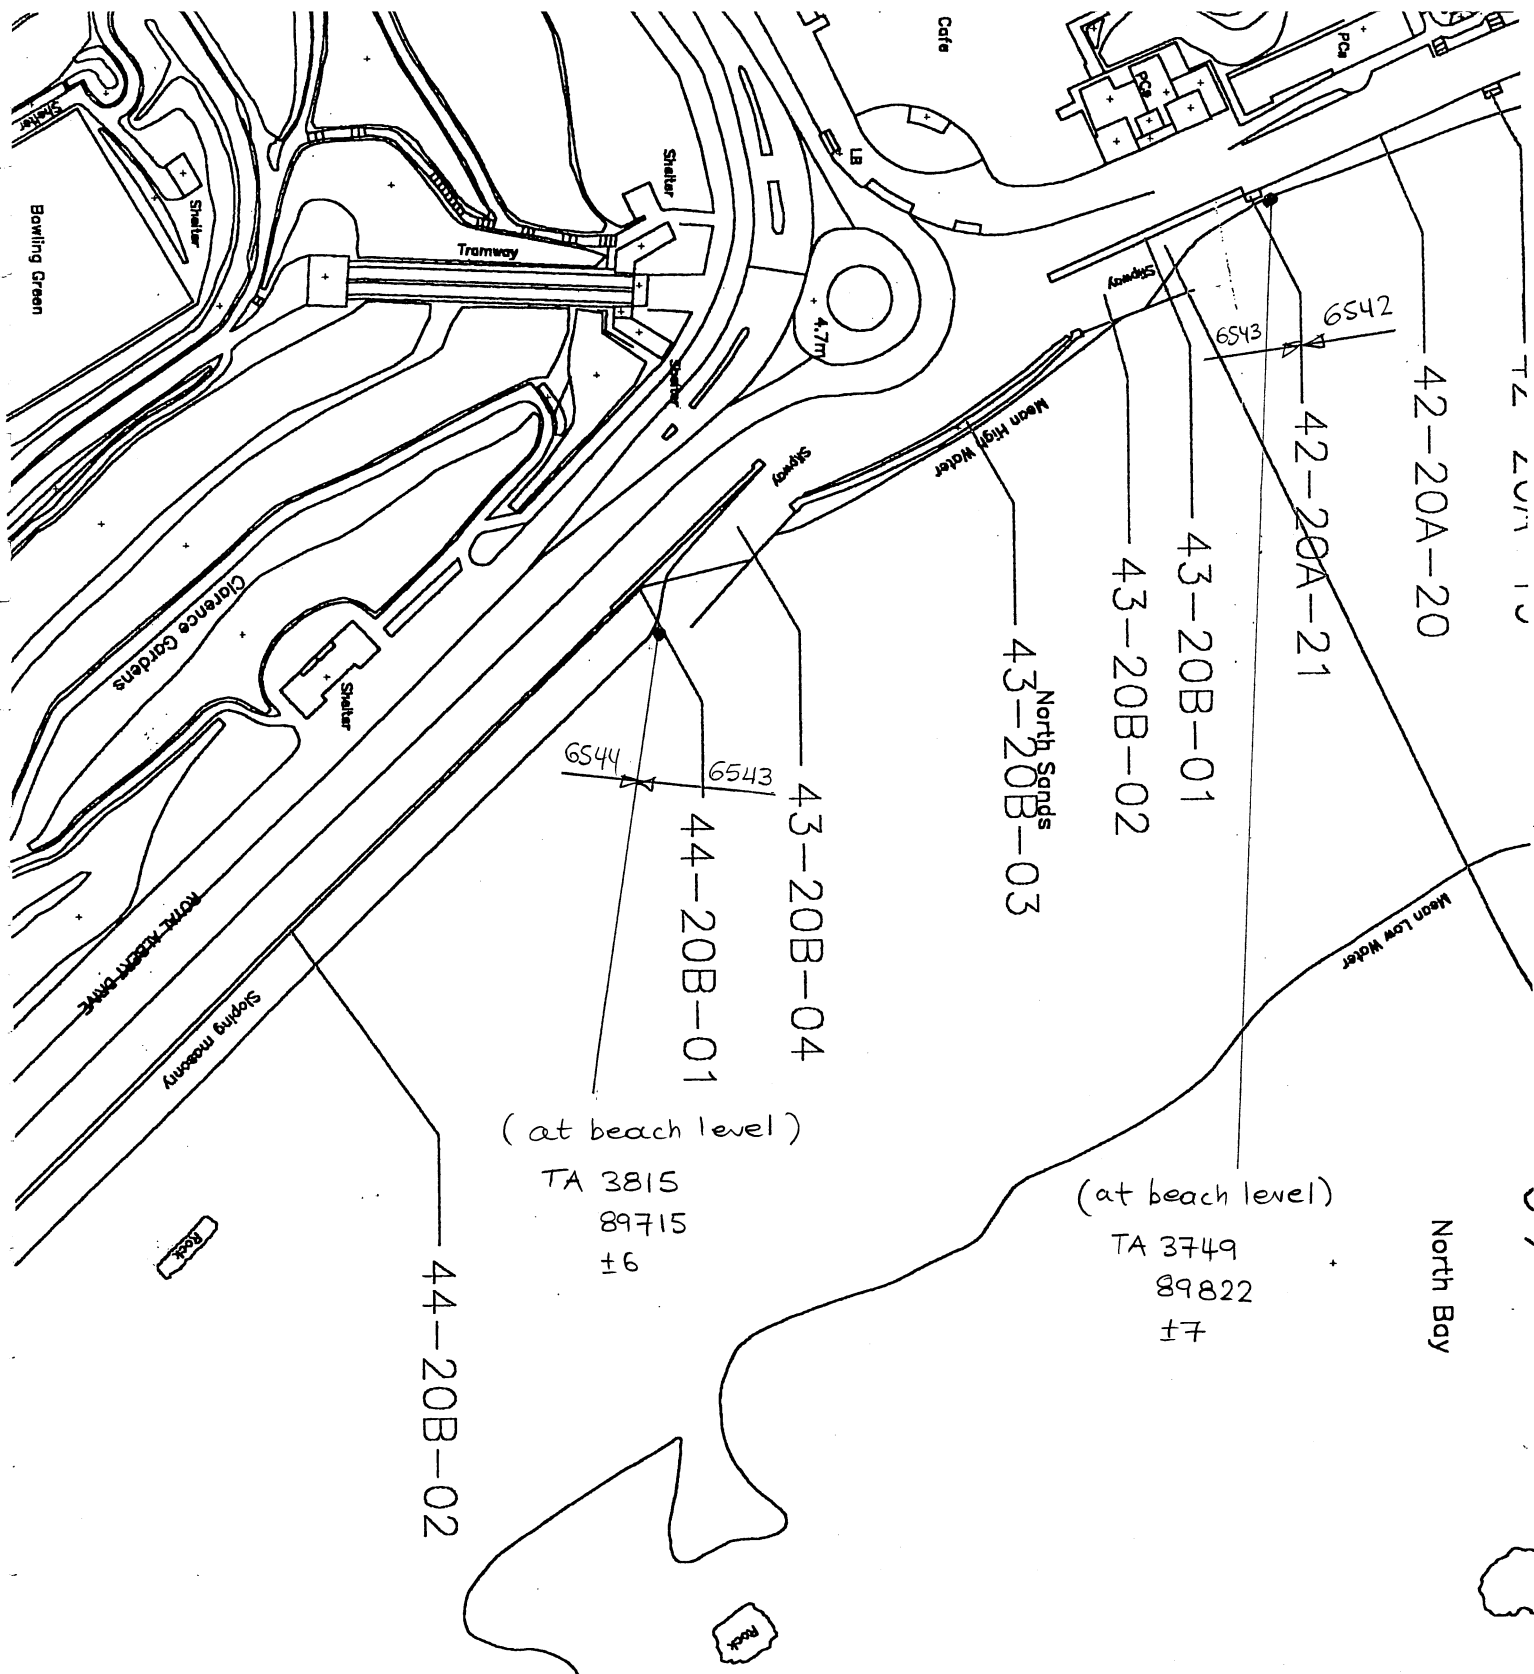 Cafe
PCs
PCs
Shelter
Shelter
Bowling Green
LB
Shelter
Tramway
Slipway
4.7m
Shelter
6543
6542
42-20A-20
42-20A-21
43-20B-01
43-20B-02
Mean High Water
Slipway
43-20B-03
North Sands
Clarence Gardens
Shelter
6544
6543
43-20B-04
44-20B-01
Mean Low Water
ROYAL ALBERT DRIVE
Sloping masonry
(at beach level)
TA 3815
89715
±6
(at beach level)
TA 3749
89822
±7
Rock
North Bay
44-20B-02
Rock